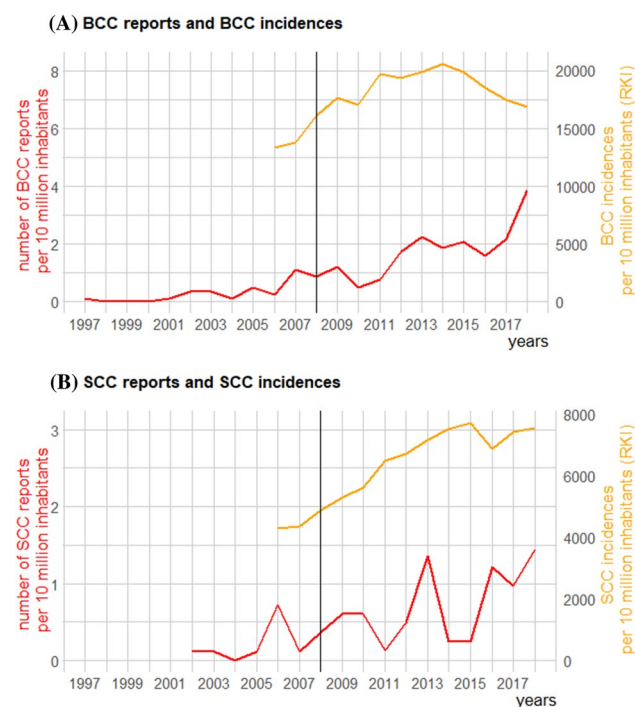 (A) BCC reports and BCC incidences
number of BCC reports
per 10 million inhabitants
8
6
4
2
0
20000
15000
10000
5000
0
BCC incidences
per 10 million inhabitants (RKI)
1997 1999 2001 2003 2005 2007 2009 2011 2013 2015 2017
years
(B) SCC reports and SCC incidences
number of SCC reports
per 10 million inhabitants
3
2
1
0
8000
6000
4000
2000
0
SCC incidences
per 10 million inhabitants (RKI)
1997 1999 2001 2003 2005 2007 2009 2011 2013 2015 2017
years